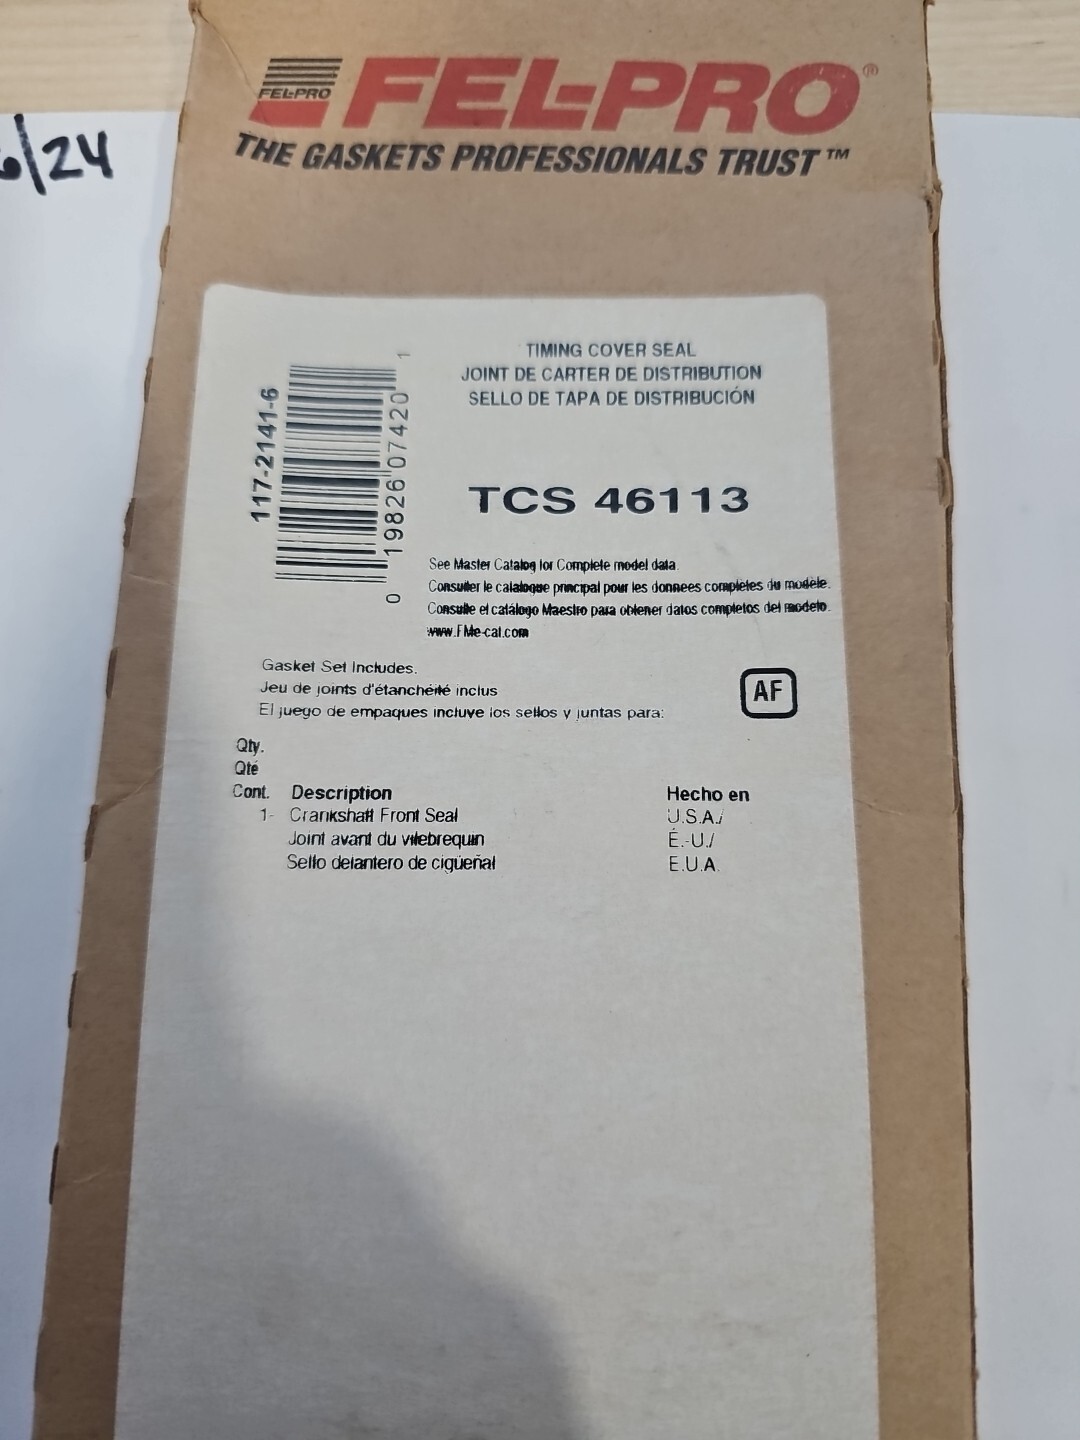 FEL-PRO
FEL-PRO®
THE GASKETS PROFESSIONALS TRUST™
6/24
TIMING COVER SEAL
JOINT DE CARTER DE DISTRIBUTION
SELLO DE TAPA DE DISTRIBUCIÓN
117-2141-6
0 19826 07420 1
TCS 46113
See Master Catalog for Complete model data.
Consulter le catalogue principal pour les donnees completes du modèle.
Consulte el catálogo Maestro para obtener datos completos del modelo.
www.FMe-cat.com
Gasket Set Includes.
Jeu de joints d'étanchéité inclus
El juego de empaques incluye los sellos y juntas para:
AF
Qty.
Qté
Cont. Description Hecho en
1- Crankshaft Front Seal U.S.A./
Joint avant du vilebrequin É.-U./
Sello delantero de cigüeñal E.U.A.